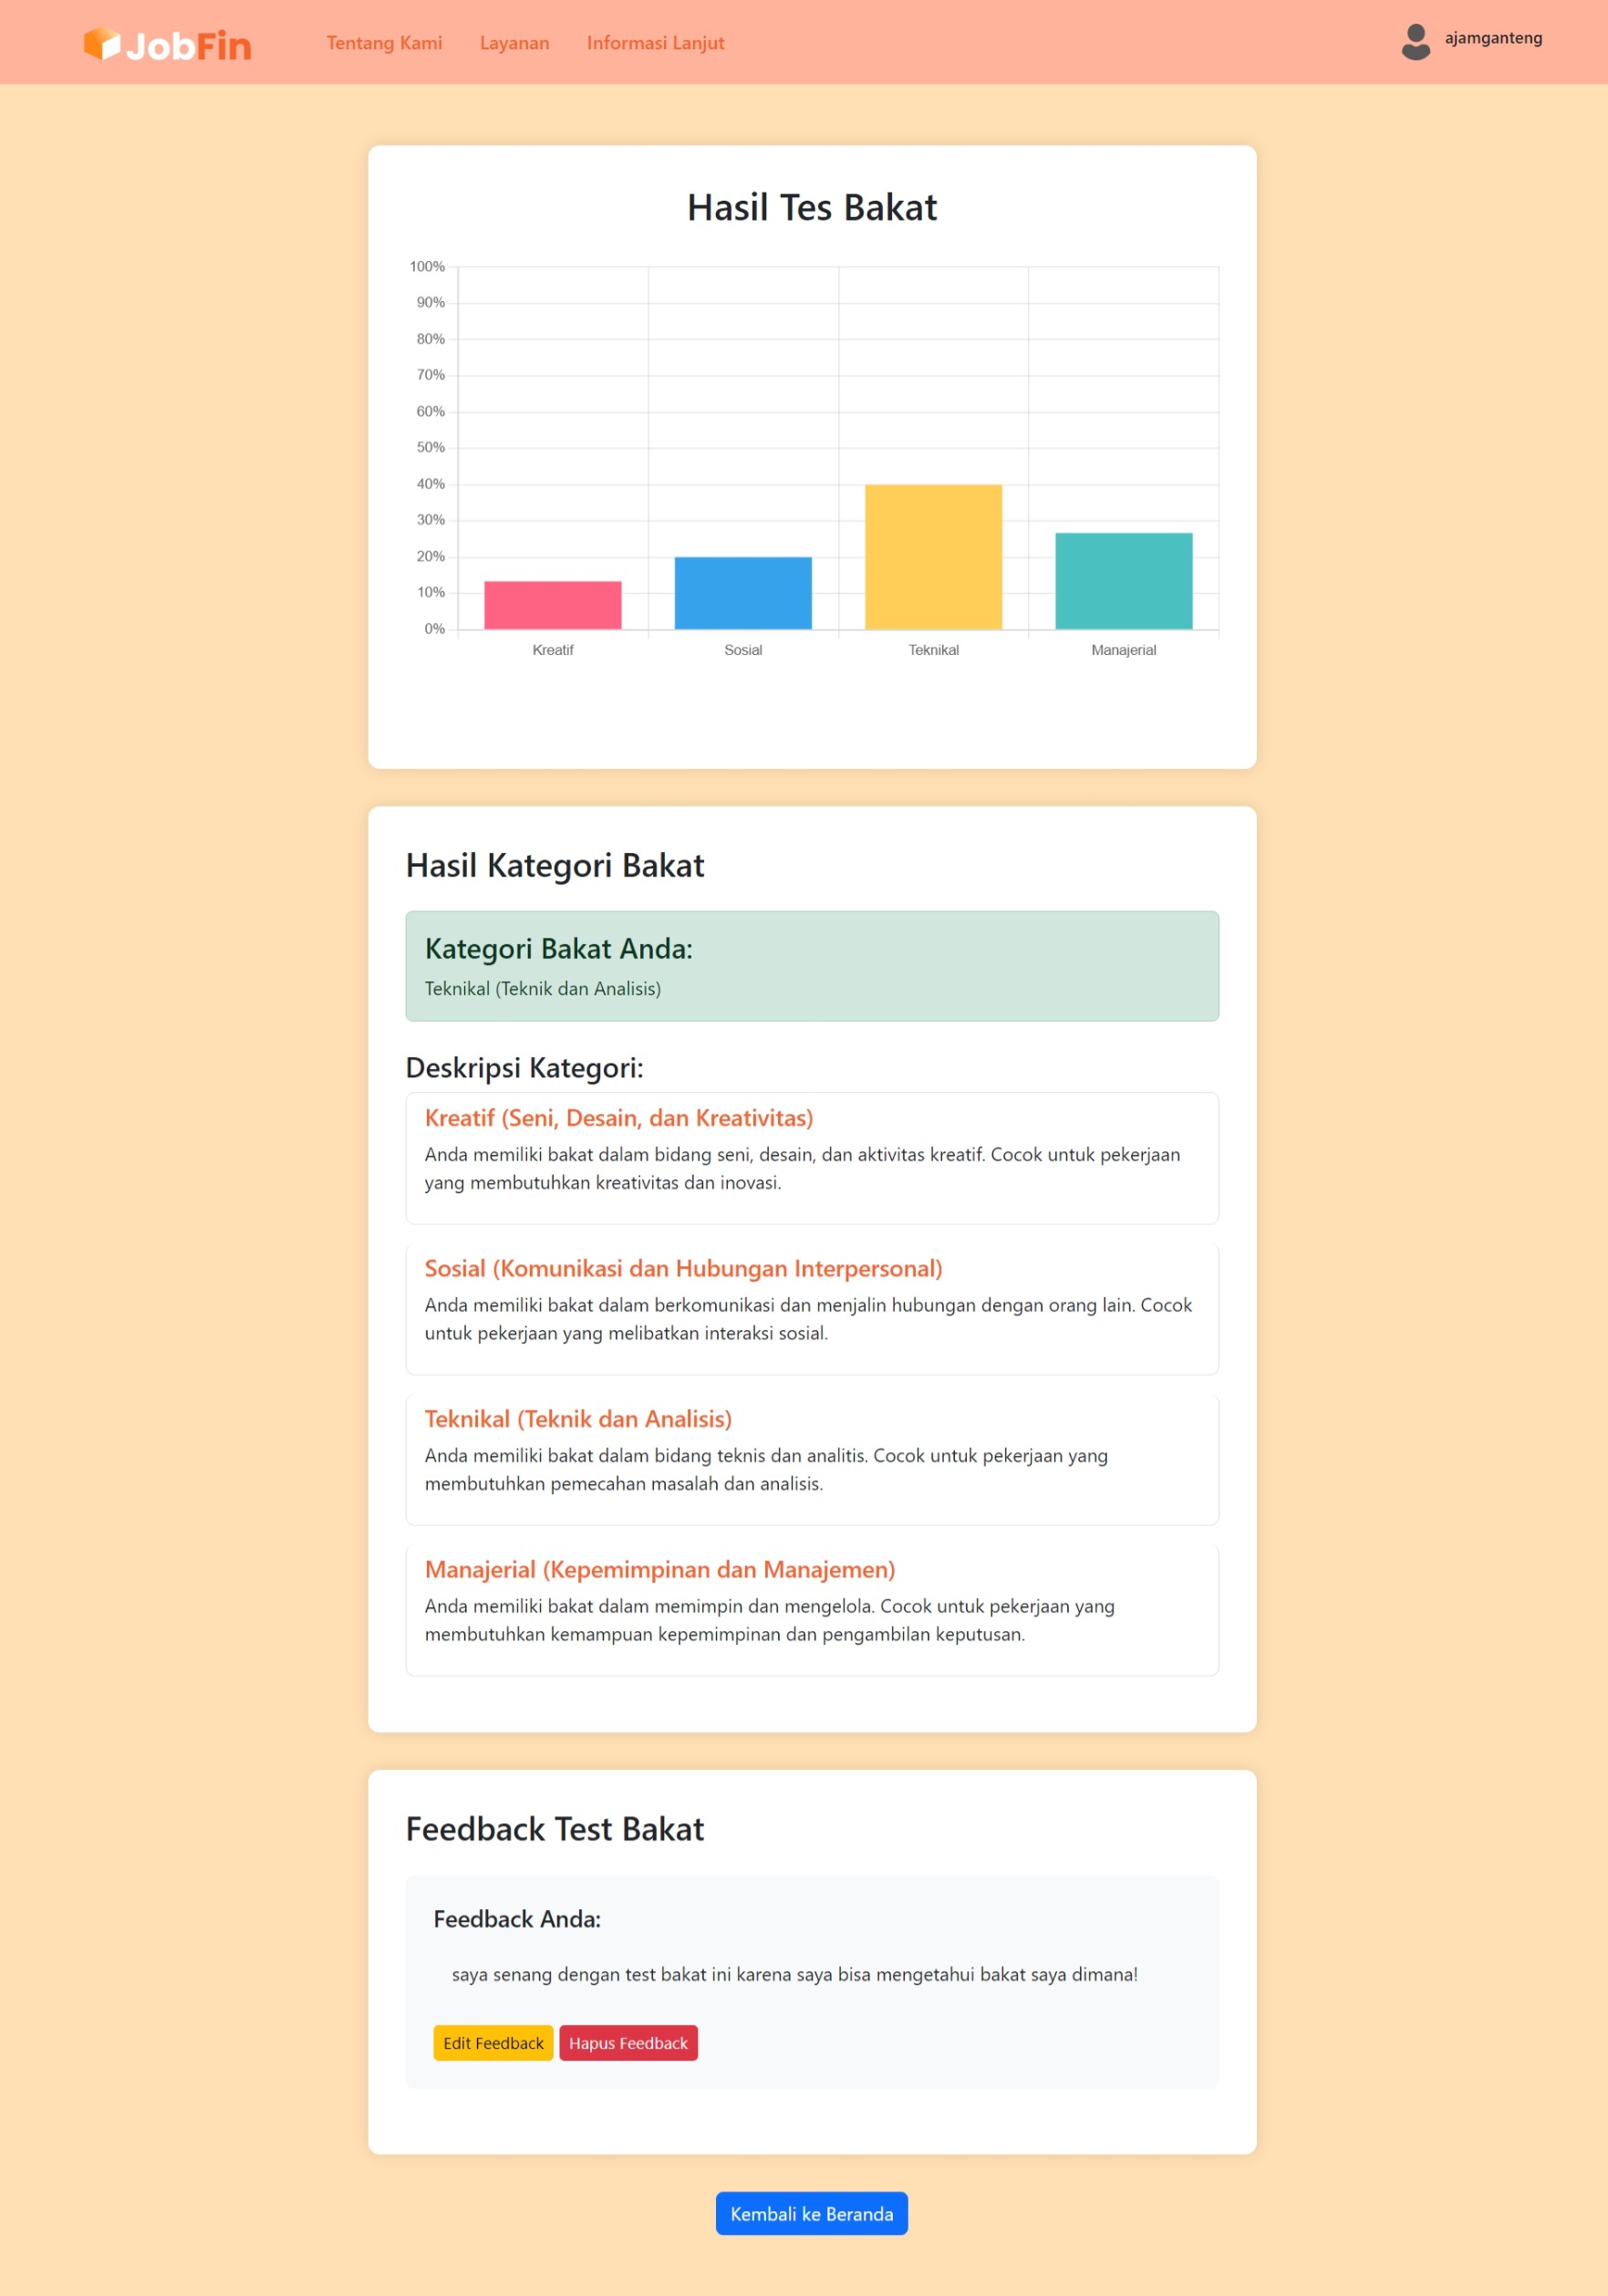 JobFin
Tentang Kami
Layanan
Informasi Lanjut
ajamganteng
Hasil Tes Bakat
100%
90%
80%
70%
60%
50%
40%
30%
20%
10%
0%
Kreatif
Sosial
Teknikal
Manajerial
Hasil Kategori Bakat
Kategori Bakat Anda:
Teknikal (Teknik dan Analisis)
Deskripsi Kategori:
Kreatif (Seni, Desain, dan Kreativitas)
Anda memiliki bakat dalam bidang seni, desain, dan aktivitas kreatif. Cocok untuk pekerjaan
yang membutuhkan kreativitas dan inovasi.
Sosial (Komunikasi dan Hubungan Interpersonal)
Anda memiliki bakat dalam berkomunikasi dan menjalin hubungan dengan orang lain. Cocok
untuk pekerjaan yang melibatkan interaksi sosial.
Teknikal (Teknik dan Analisis)
Anda memiliki bakat dalam bidang teknis dan analitis. Cocok untuk pekerjaan yang
membutuhkan pemecahan masalah dan analisis.
Manajerial (Kepemimpinan dan Manajemen)
Anda memiliki bakat dalam memimpin dan mengelola. Cocok untuk pekerjaan yang
membutuhkan kemampuan kepemimpinan dan pengambilan keputusan.
Feedback Test Bakat
Feedback Anda:
saya senang dengan test bakat ini karena saya bisa mengetahui bakat saya dimana!
Edit Feedback
Hapus Feedback
Kembali ke Beranda